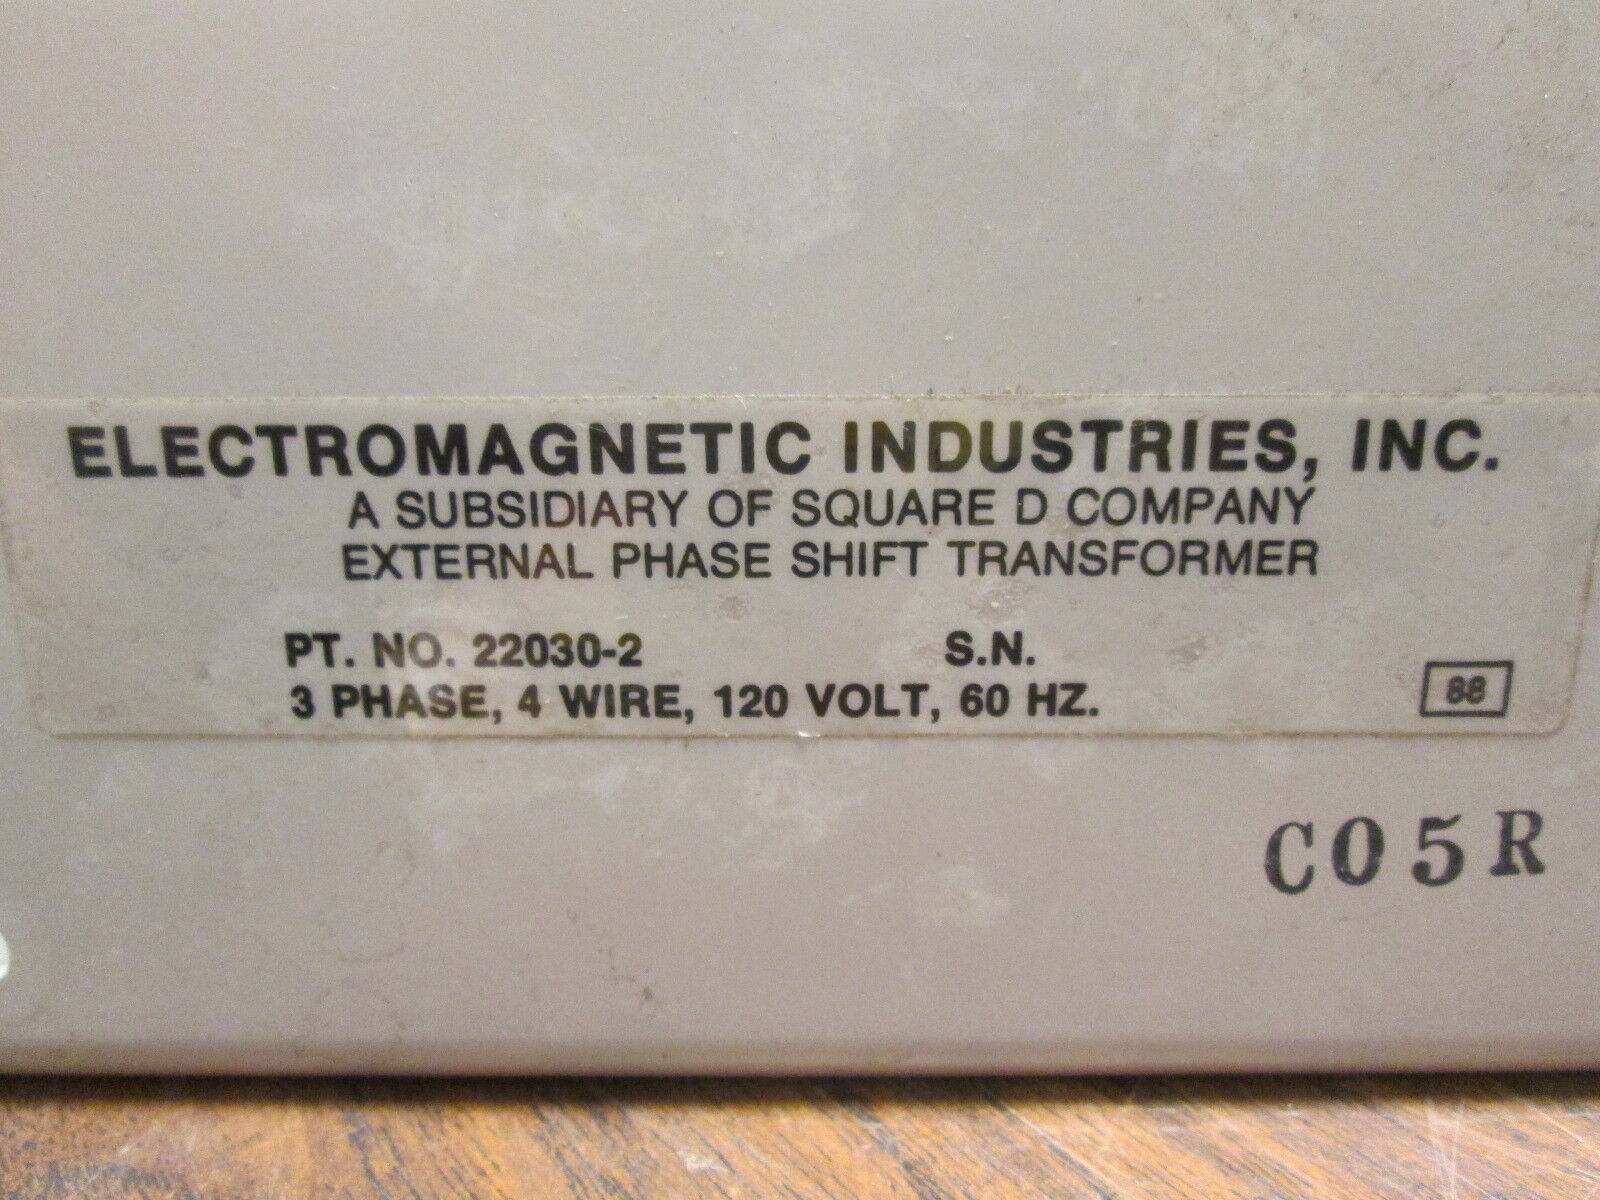 ELECTROMAGNETIC INDUSTRIES, INC.
A SUBSIDIARY OF SQUARE D COMPANY
EXTERNAL PHASE SHIFT TRANSFORMER
PT. NO. 22030-2 S.N.
3 PHASE, 4 WIRE, 120 VOLT, 60 HZ. 88
C05R